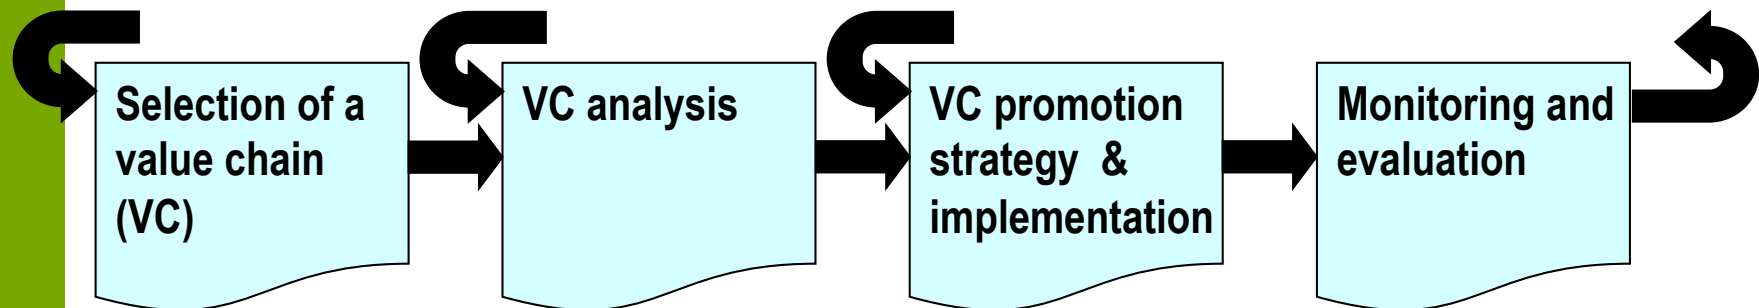 Selection of a
value chain
(VC)
VC analysis
VC promotion
strategy &
implementation
Monitoring and
evaluation